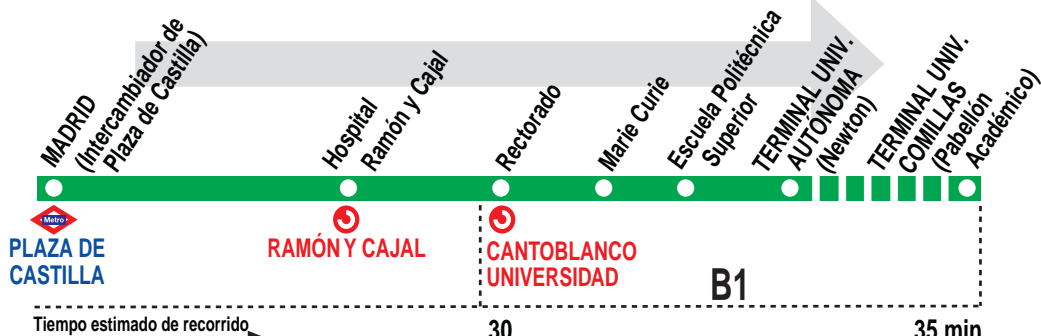 MADRID
(Intercambiador de
Plaza de Castilla)
Hospital
Ramón y Cajal
Rectorado
Marie Curie
Escuela Politécnica
Superior
TERMINAL UNIV.
AUTÓNOMA
(Newton)
TERMINAL UNIV.
COMILLAS
(Pabellón
Académico)
Metro
PLAZA DE
CASTILLA
RAMÓN Y CAJAL
CANTOBLANCO
UNIVERSIDAD
B1
Tiempo estimado de recorrido
30
35 min